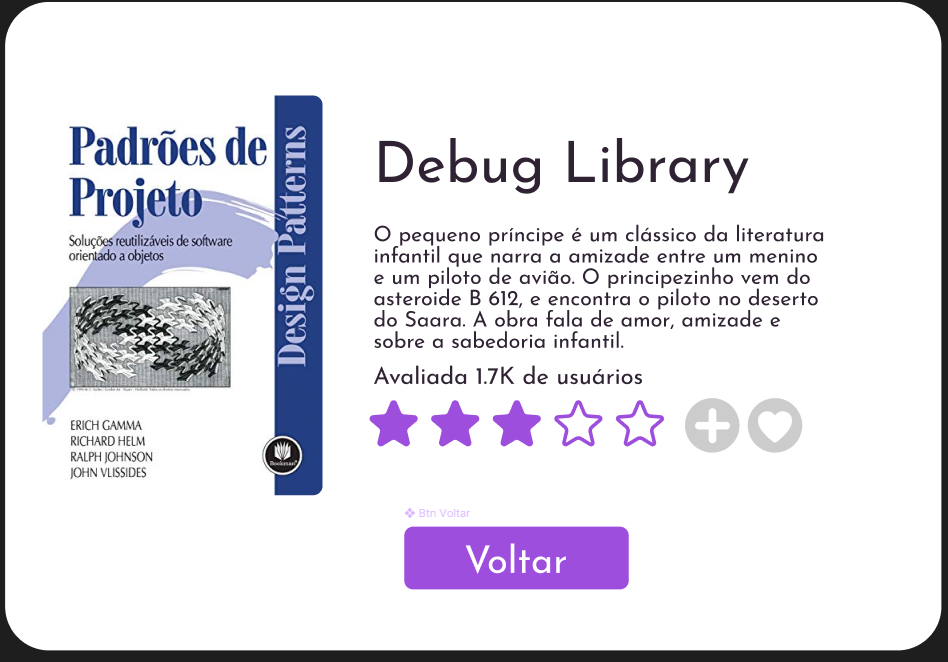 Padrões de
Projeto
Soluções reutilizáveis de software
orientado a objetos
Design Patterns
ERICH GAMMA
RICHARD HELM
RALPH JOHNSON
JOHN VLISSIDES
Bookman
Debug Library
O pequeno príncipe é um clássico da literatura
infantil que narra a amizade entre um menino
e um piloto de avião. O principezinho vem do
asteroide B 612, e encontra o piloto no deserto
do Saara. A obra fala de amor, amizade e
sobre a sabedoria infantil.
Avaliada 1.7K de usuários
Btn Voltar
Voltar